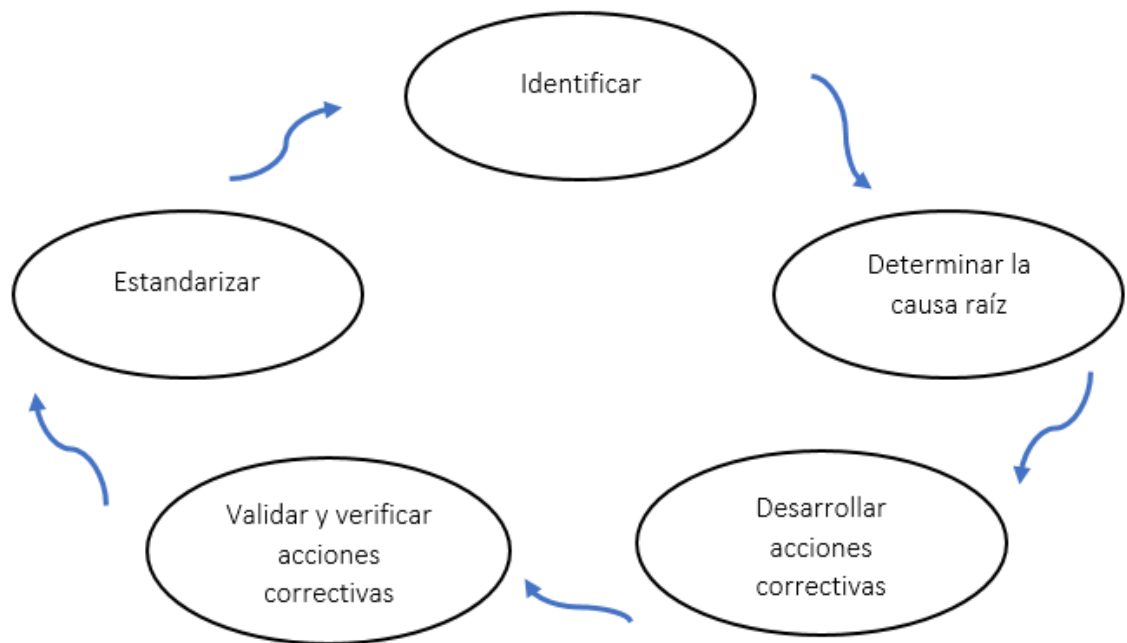 Identificar
Determinar la
causa raíz
Desarrollar
acciones
correctivas
Validar y verificar
acciones
correctivas
Estandarizar